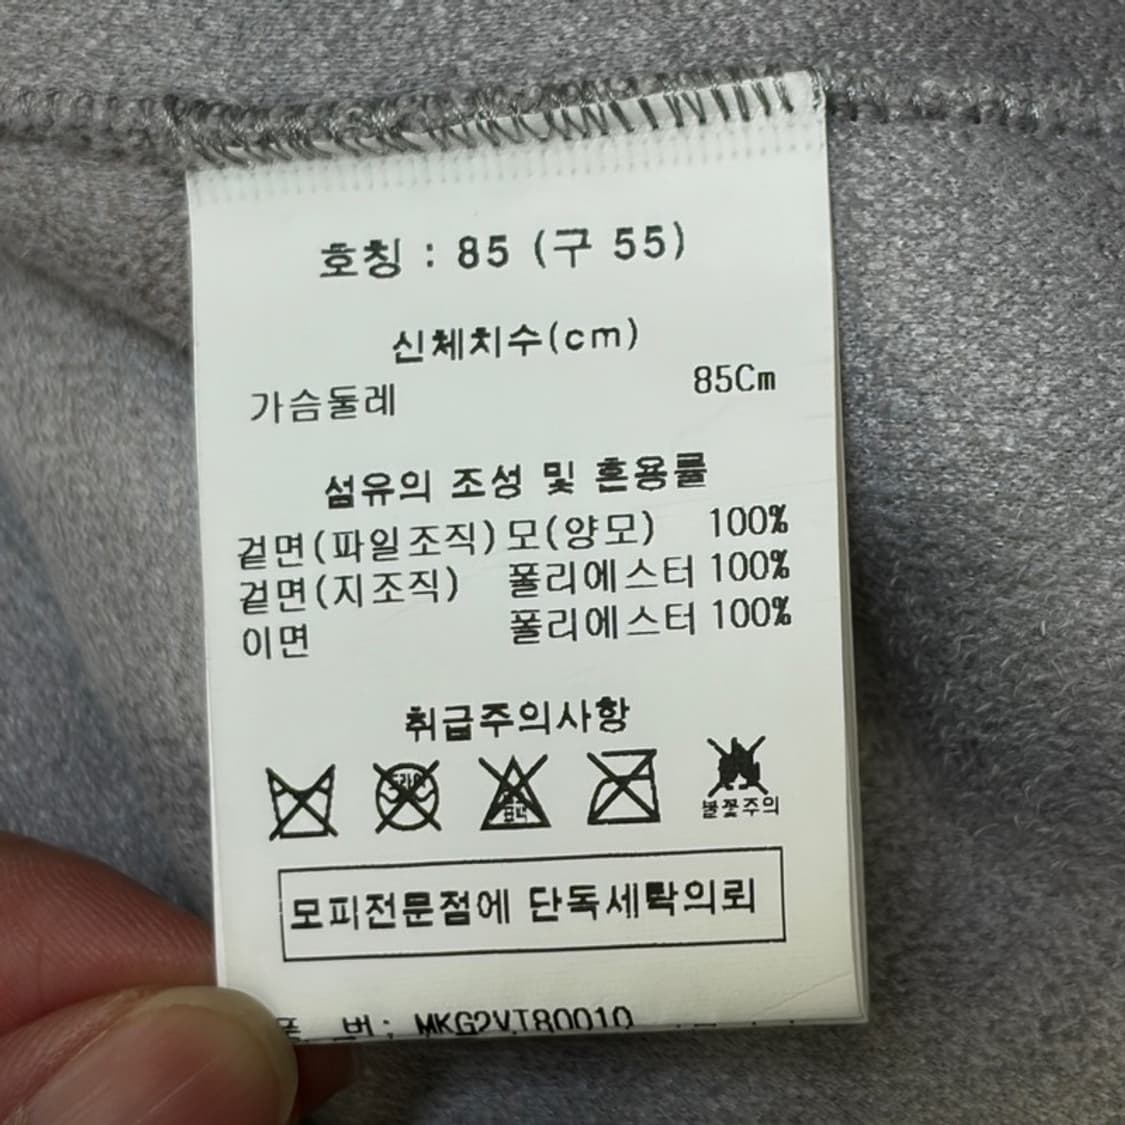 호칭 : 85 (구 55)
신체치수(cm)
가슴둘레 85Cm
섬유의 조성 및 혼용률
겉면(파일조직) 모(양모) 100%
겉면(지조직) 폴리에스터 100%
이면 폴리에스터 100%
취급주의사항
드라이
표백
불꽃주의
모피전문점에 단독세탁의뢰
품 번: MKG2VT80010